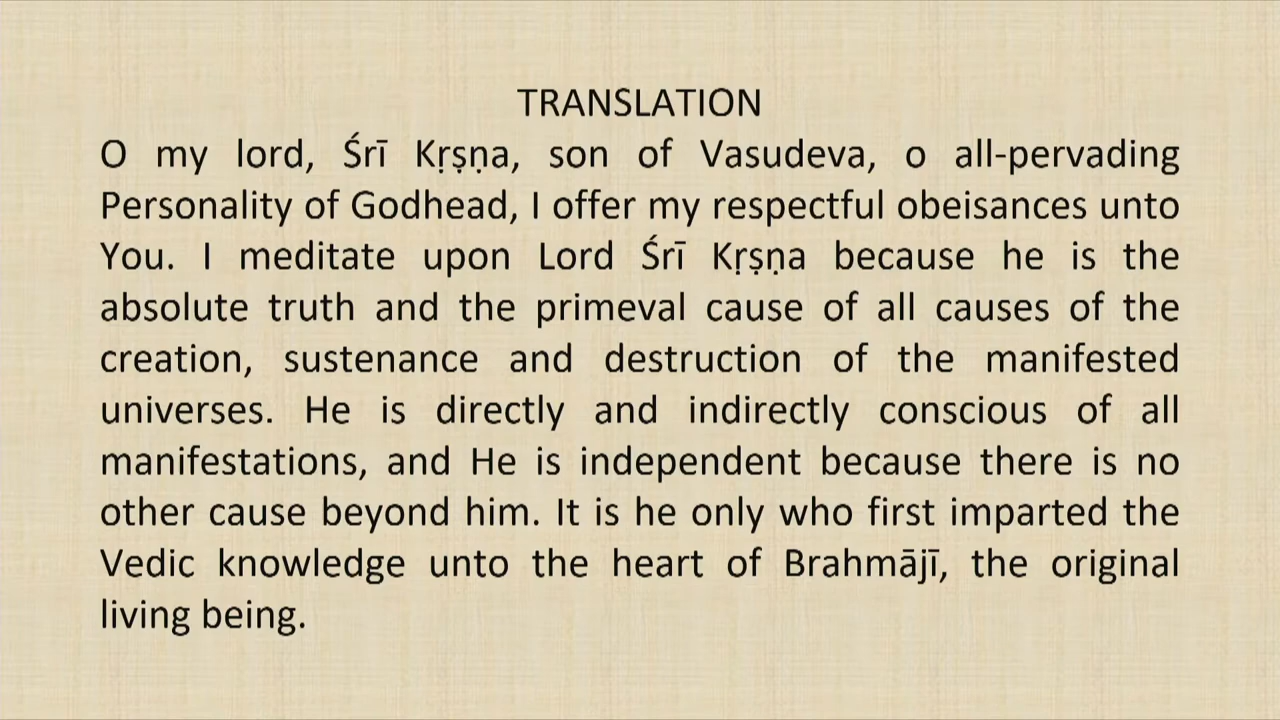 TRANSLATION
O my lord, Śrī Kṛṣṇa, son of Vasudeva, o all-pervading
Personality of Godhead, I offer my respectful obeisances unto
You. I meditate upon Lord Śrī Kṛṣṇa because he is the
absolute truth and the primeval cause of all causes of the
creation, sustenance and destruction of the manifested
universes. He is directly and indirectly conscious of all
manifestations, and He is independent because there is no
other cause beyond him. It is he only who first imparted the
Vedic knowledge unto the heart of Brahmājī, the original
living being.